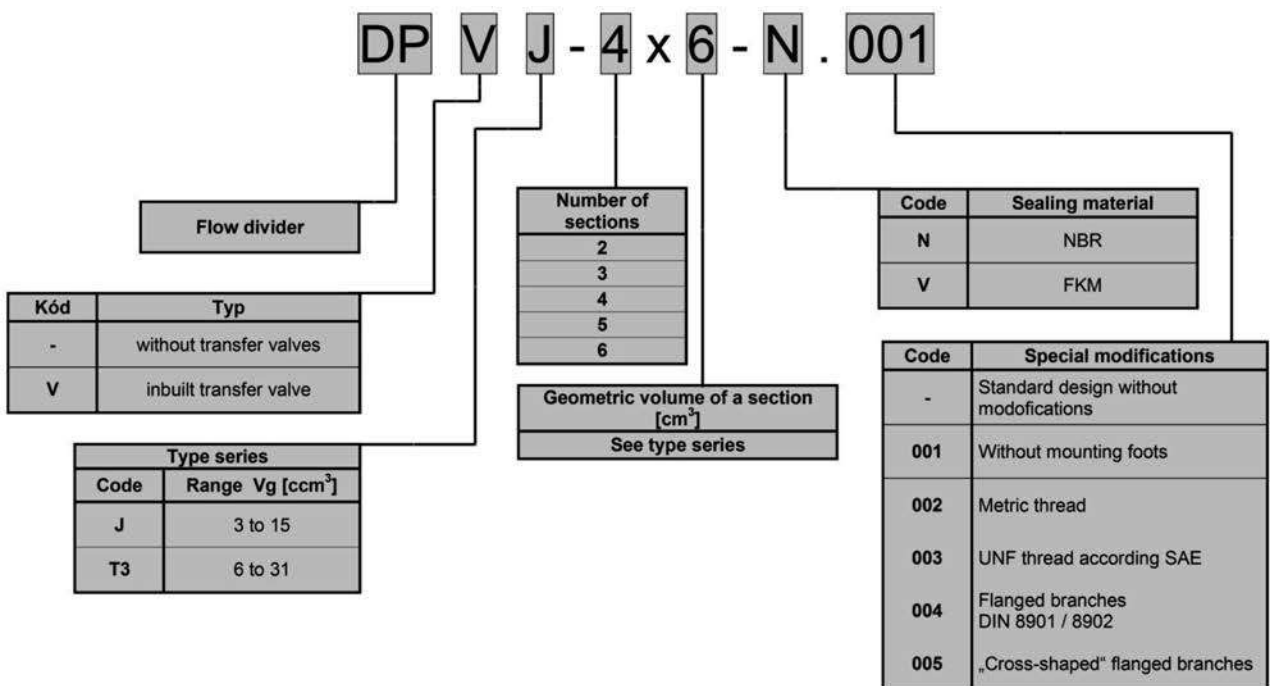 DP V J - 4 x 6 - N . 001
Flow divider
Kód Typ
- without transfer valves
V inbuilt transfer valve
Type series
Code Range Vg [ccm³]
J 3 to 15
T3 6 to 31
Number of
sections
2
3
4
5
6
Geometric volume of a section
[cm³]
See type series
Code Sealing material
N NBR
V FKM
Code Special modifications
- Standard design without
modofications
001 Without mounting foots
002 Metric thread
003 UNF thread according SAE
004 Flanged branches
DIN 8901 / 8902
005 „Cross-shaped“ flanged branches